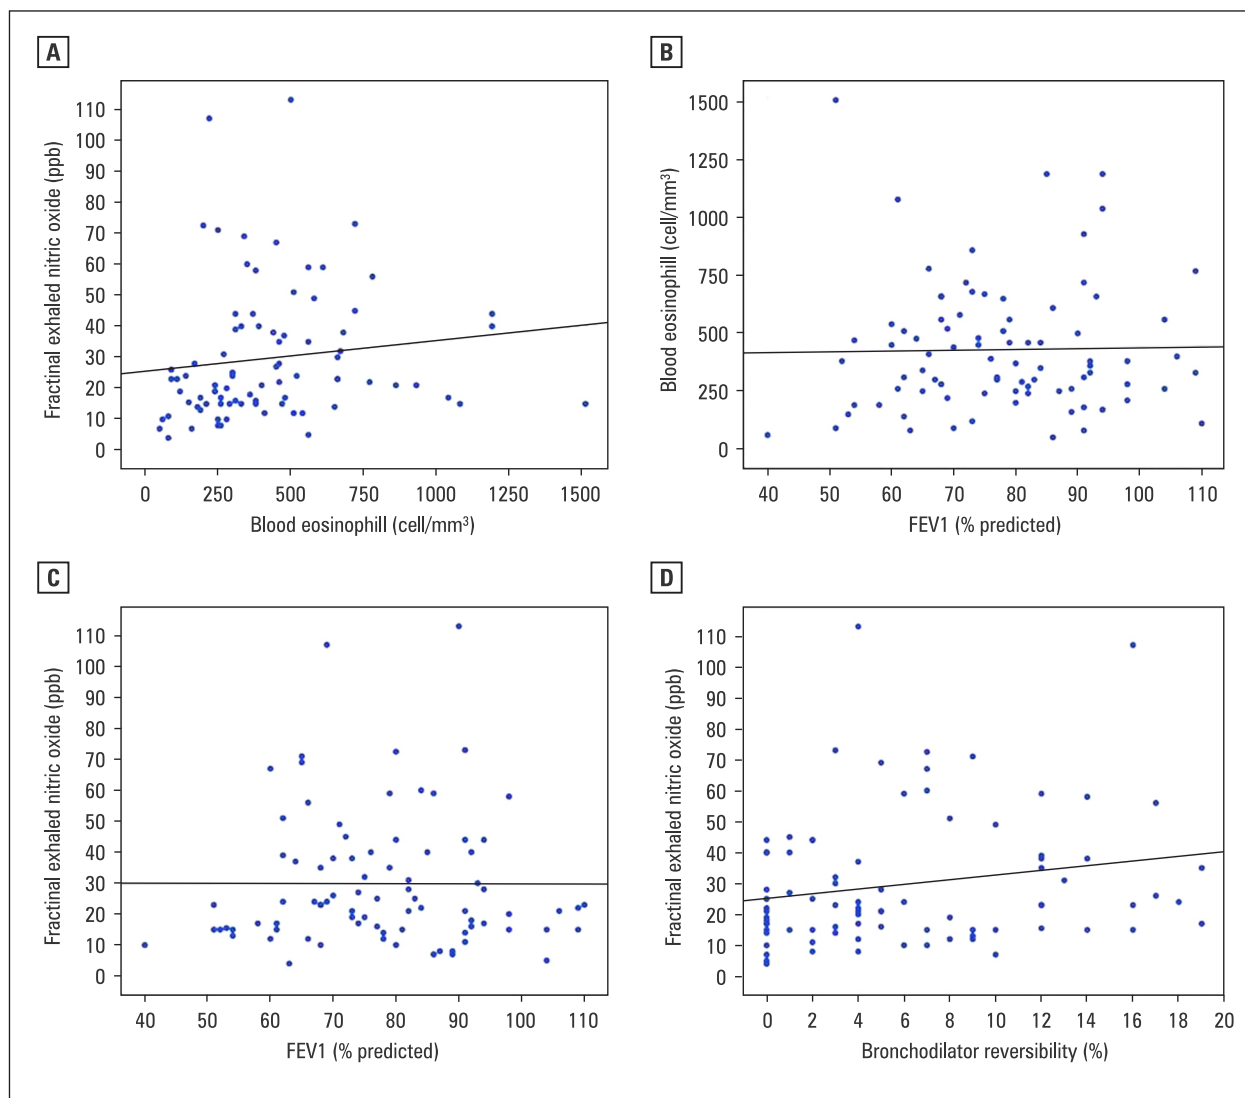 A
Fractinal exhaled nitric oxide (ppb)
110
100
90
80
70
60
50
40
30
20
10
0
0 250 500 750 1000 1250 1500
Blood eosinophill (cell/mm³)
B
Blood eosinophill (cell/mm³)
1500
1250
1000
750
500
250
0
40 50 60 70 80 90 100 110
FEV1 (% predicted)
C
Fractinal exhaled nitric oxide (ppb)
110
100
90
80
70
60
50
40
30
20
10
0
40 50 60 70 80 90 100 110
FEV1 (% predicted)
D
Fractinal exhaled nitric oxide (ppb)
110
100
90
80
70
60
50
40
30
20
10
0
0 2 4 6 8 10 12 14 16 18 20
Bronchodilator reversibility (%)